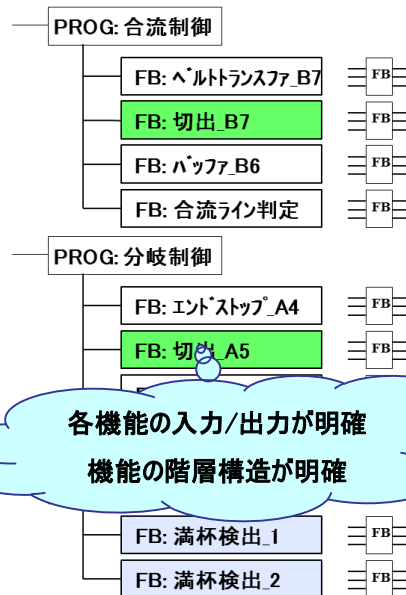 PROG: 合流制御
FB: ﾍﾞﾙﾄﾄﾗﾝｽﾌｧ_B7 FB
FB: 切出_B7 FB
FB: ﾊﾞｯﾌｧ_B6 FB
FB: 合流ライン判定 FB
PROG: 分岐制御
FB: ｴﾝﾄﾞｽﾄｯﾌﾟ_A4 FB
FB: 切出_A5 FB
各機能の入力/出力が明確
機能の階層構造が明確
FB: 満杯検出_1 FB
FB: 満杯検出_2 FB